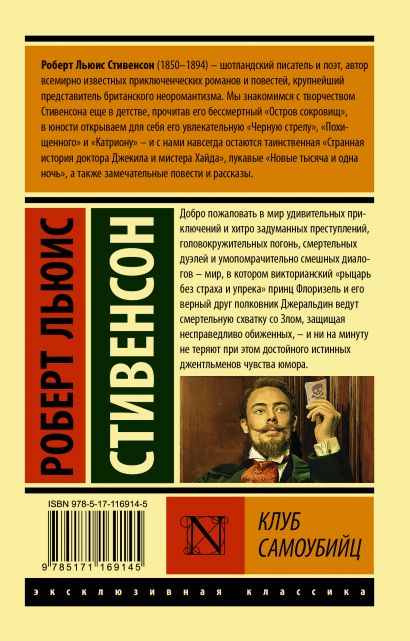 Роберт Льюис Стивенсон (1850–1894) – шотландский писатель и поэт, автор
всемирно известных приключенческих романов и повестей, крупнейший
представитель британского неоромантизма. Мы знакомимся с творчеством
Стивенсона еще в детстве, прочитав его бессмертный «Остров сокровищ»,
в юности открываем для себя его увлекательную «Черную стрелу», «Похи-
щенного» и «Катриону» – и с нами навсегда остаются таинственная «Странная
история доктора Джекила и мистера Хайда», лукавые «Новые тысяча и одна
ночь», а также замечательные повести и рассказы.
РОБЕРТ ЛЬЮИС
СТИВЕНСОН
Добро пожаловать в мир удивительных при-
ключений и хитро задуманных преступлений,
головокружительных погонь, смертельных
дуэлей и умопомрачительно смешных диало-
гов – мир, в котором викторианский «рыцарь
без страха и упрека» принц Флоризель и его
верный друг полковник Джеральдин ведут
смертельную схватку со Злом, защищая
несправедливо обиженных, – и ни на минуту
не теряют при этом достойного истинных
джентльменов чувства юмора.
ISBN 978-5-17-116914-5
9 785171 169145
N
КЛУБ
САМОУБИЙЦ
эксклюзивная классика